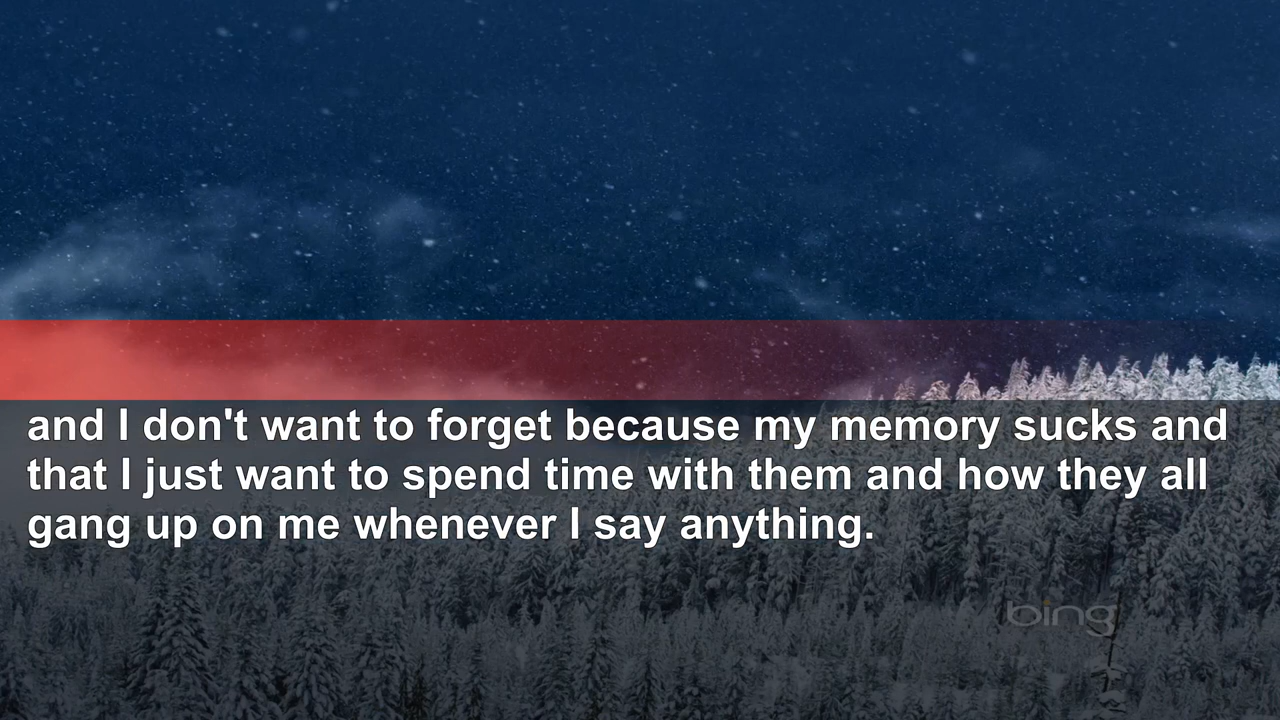 and I don't want to forget because my memory sucks and
that I just want to spend time with them and how they all
gang up on me whenever I say anything.
bing